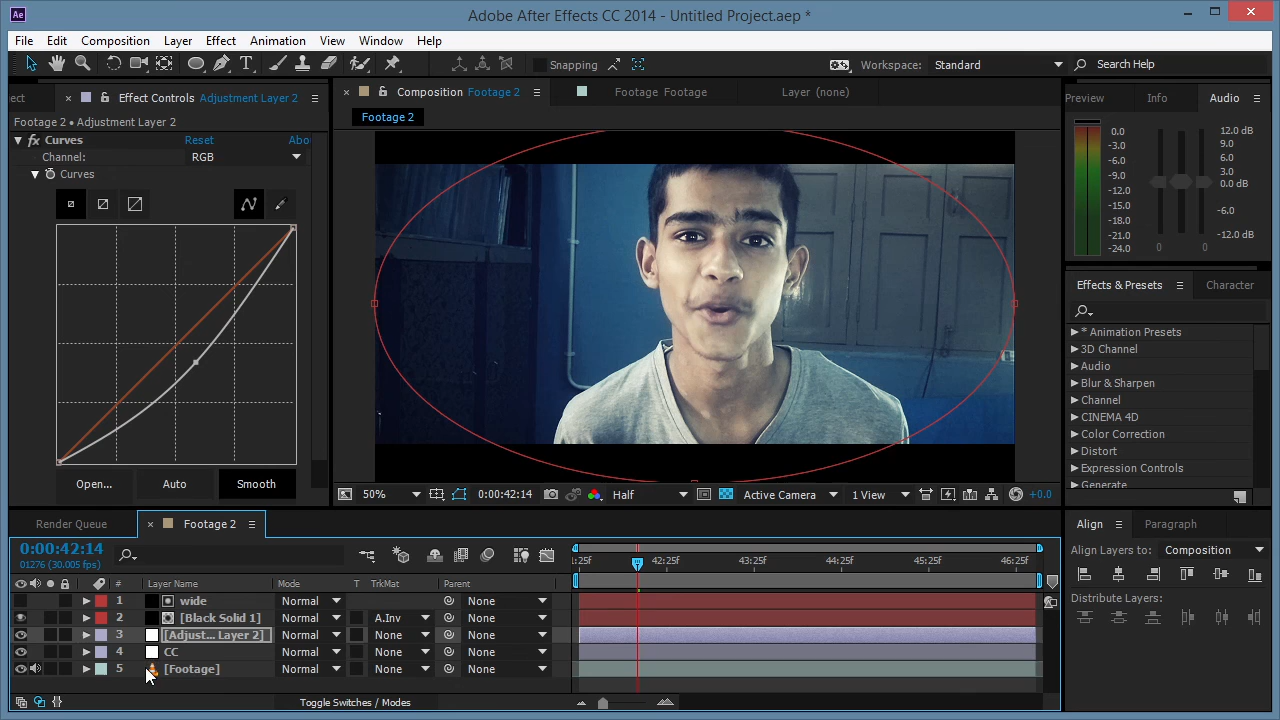 Ae
Adobe After Effects CC 2014 - Untitled Project.aep *
File Edit Composition Layer Effect Animation View Window Help
Snapping
Workspace: Standard
Search Help
ect Effect Controls Adjustment Layer 2
Composition Footage 2
Footage Footage
Layer (none)
Preview Info Audio
Footage 2 • Adjustment Layer 2
Footage 2
fx Curves Reset Abo
Channel: RGB
Curves
Open... Auto Smooth
0.0
-3.0
-6.0
-9.0
-12.0
-15.0
-18.0
-21.0
-24.0
0 0
12.0 dB
9.0
6.0
3.0
0.0 dB
-6.0
-12.0 dB
Effects & Presets Character
* Animation Presets
3D Channel
Audio
Blur & Sharpen
Channel
CINEMA 4D
Color Correction
Distort
Expression Controls
Generate
50% 0:00:42:14 Half Active Camera 1 View +0.0
Render Queue Footage 2
0:00:42:14
01276 (30.005 fps)
:25f 42:25f 43:25f 44:25f 45:25f 46:25f
# Layer Name Mode T TrkMat Parent
1 wide Normal None
2 [Black Solid 1] Normal A.Inv None
3 [Adjust... Layer 2] Normal None None
4 CC Normal None None
5 [Footage] Normal None None
Toggle Switches / Modes
Align Paragraph
Align Layers to: Composition
Distribute Layers: